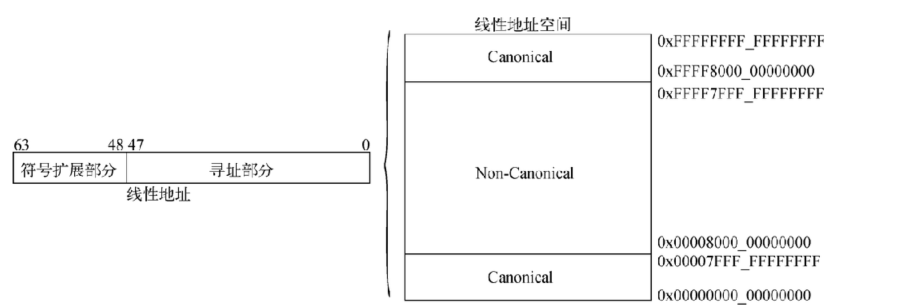 线性地址空间
0xFFFFFFFF_FFFFFFFF
Canonical
0xFFFF8000_00000000
0xFFFF7FFF_FFFFFFFF
63 48 47 0
符号扩展部分 寻址部分
线性地址
Non-Canonical
0x00008000_00000000
0x00007FFF_FFFFFFFF
Canonical
0x00000000_00000000